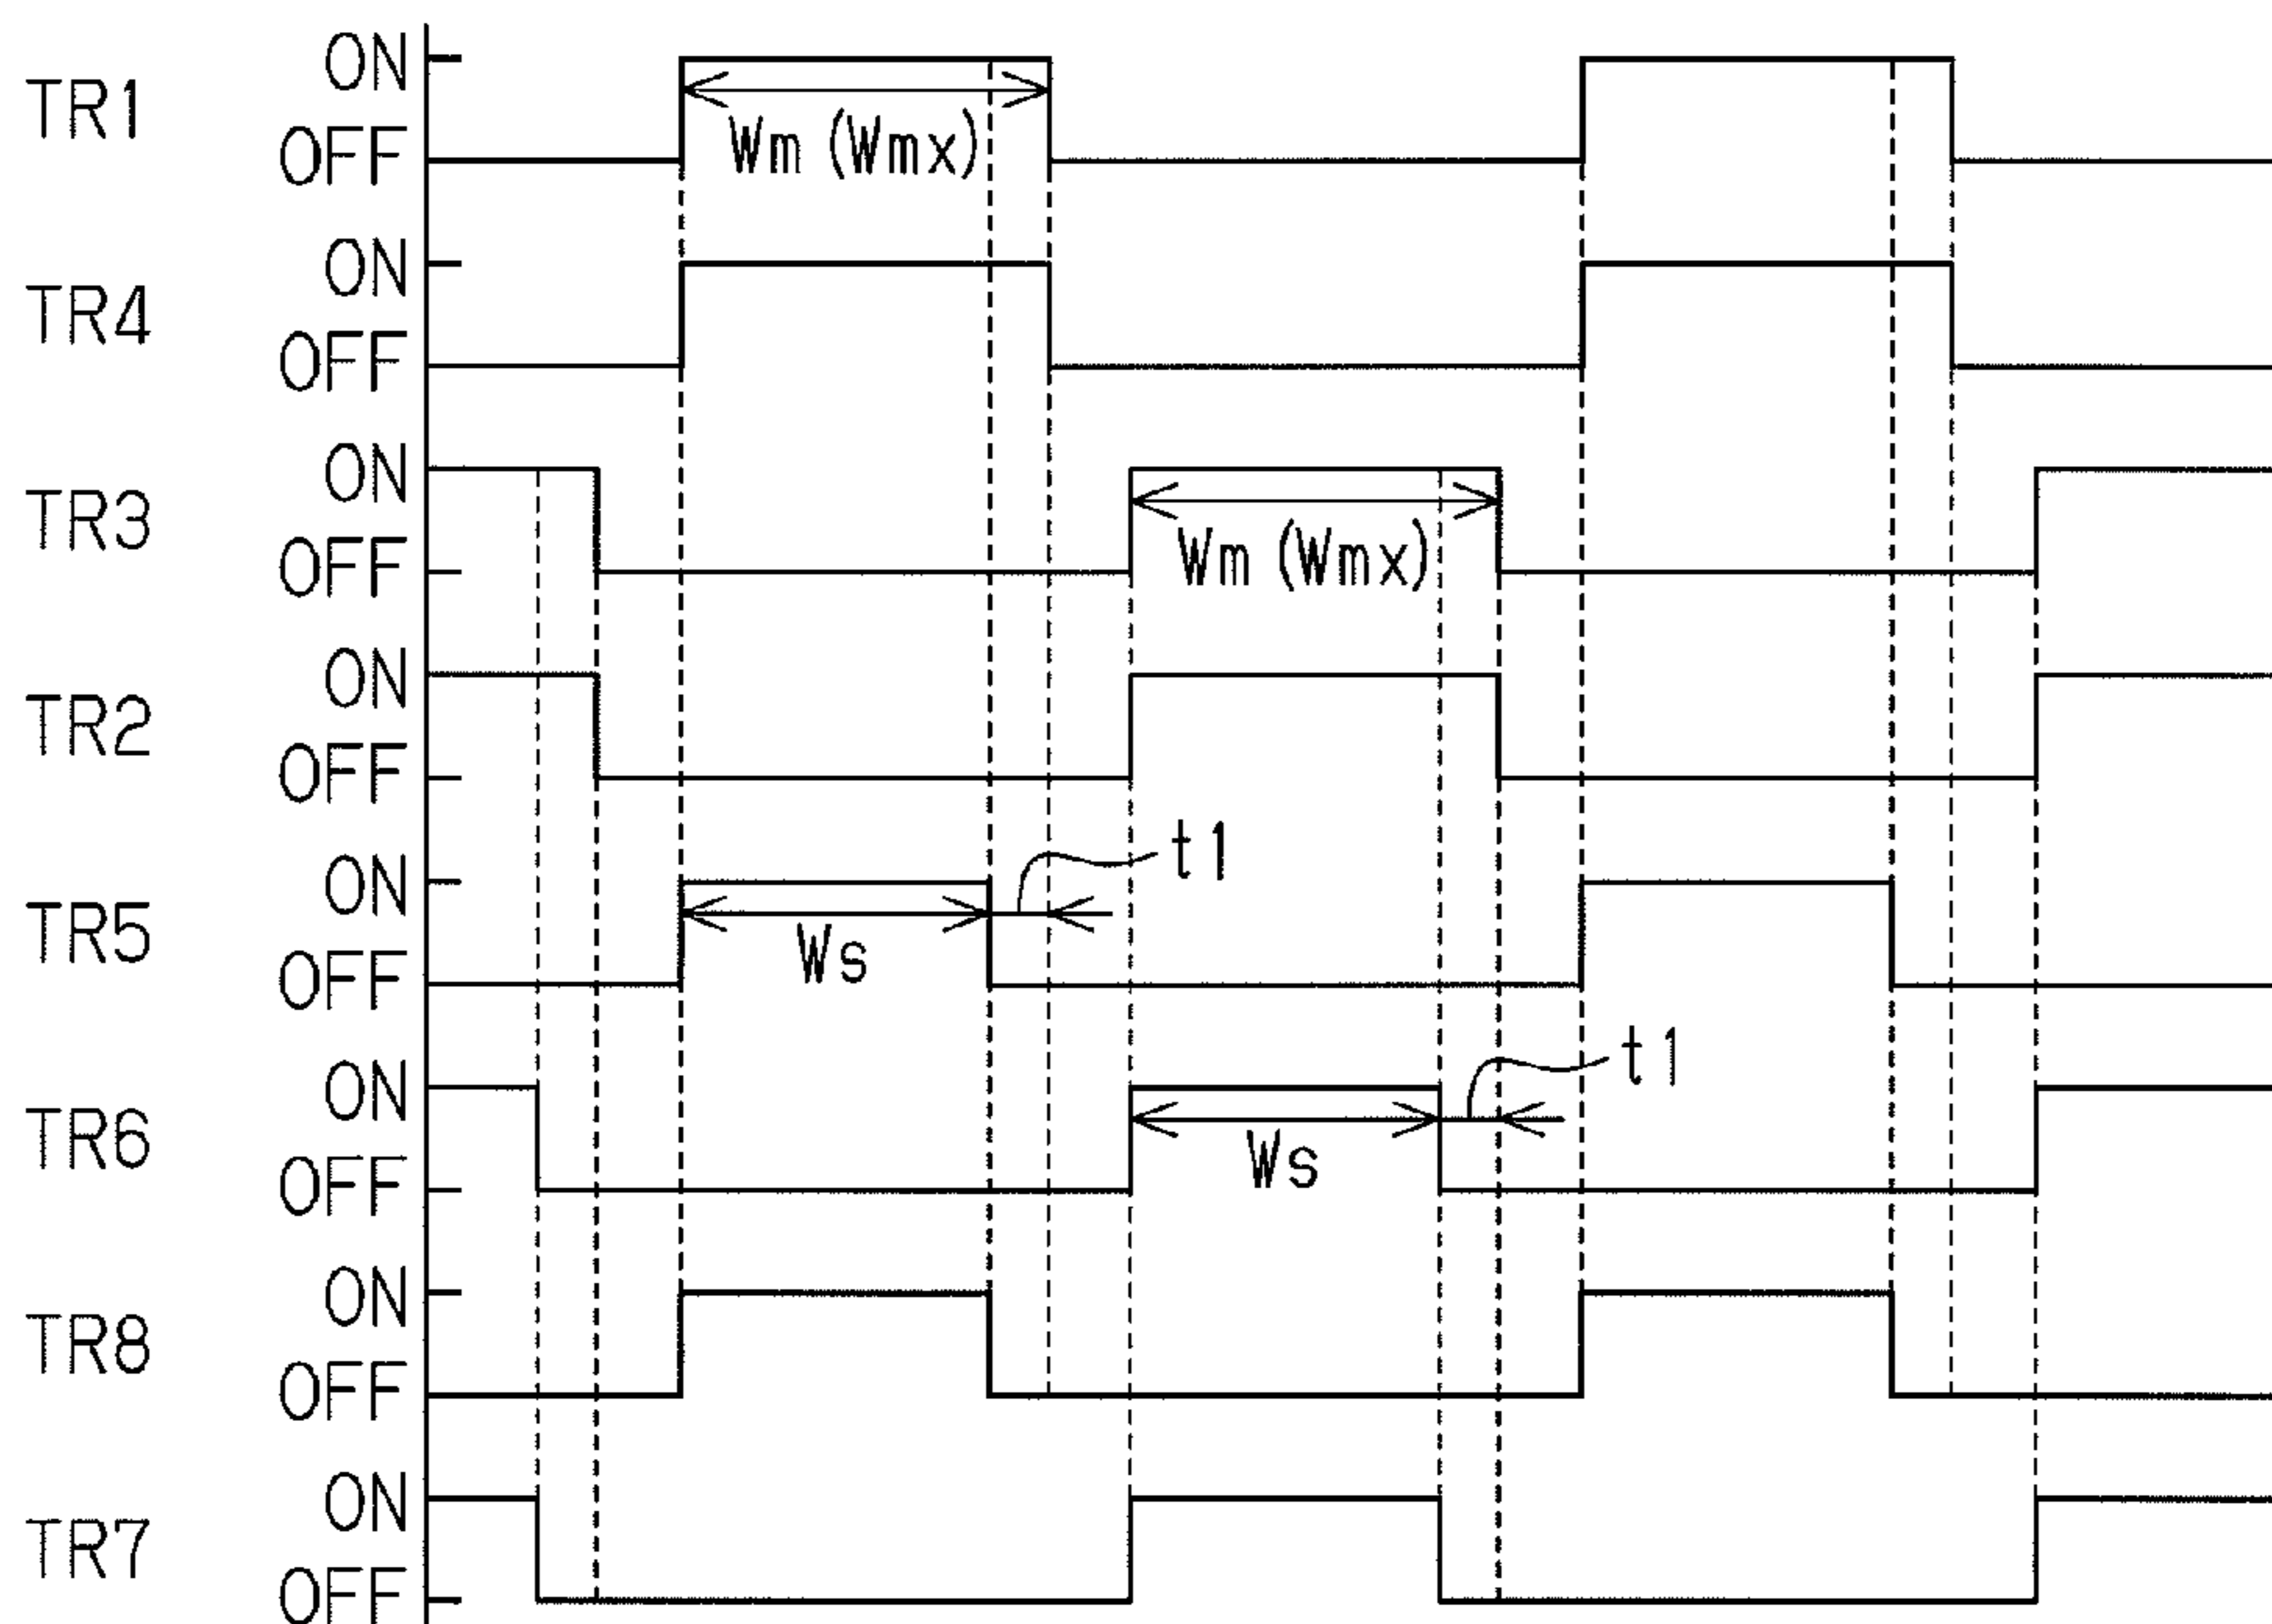 ON
TR1
OFF
Wm (Wmx)
ON
TR4
OFF
ON
TR3
OFF
Wm (Wmx)
ON
TR2
OFF
t1
ON
TR5
OFF
Ws
t1
ON
TR6
OFF
Ws
ON
TR8
OFF
ON
TR7
OFF